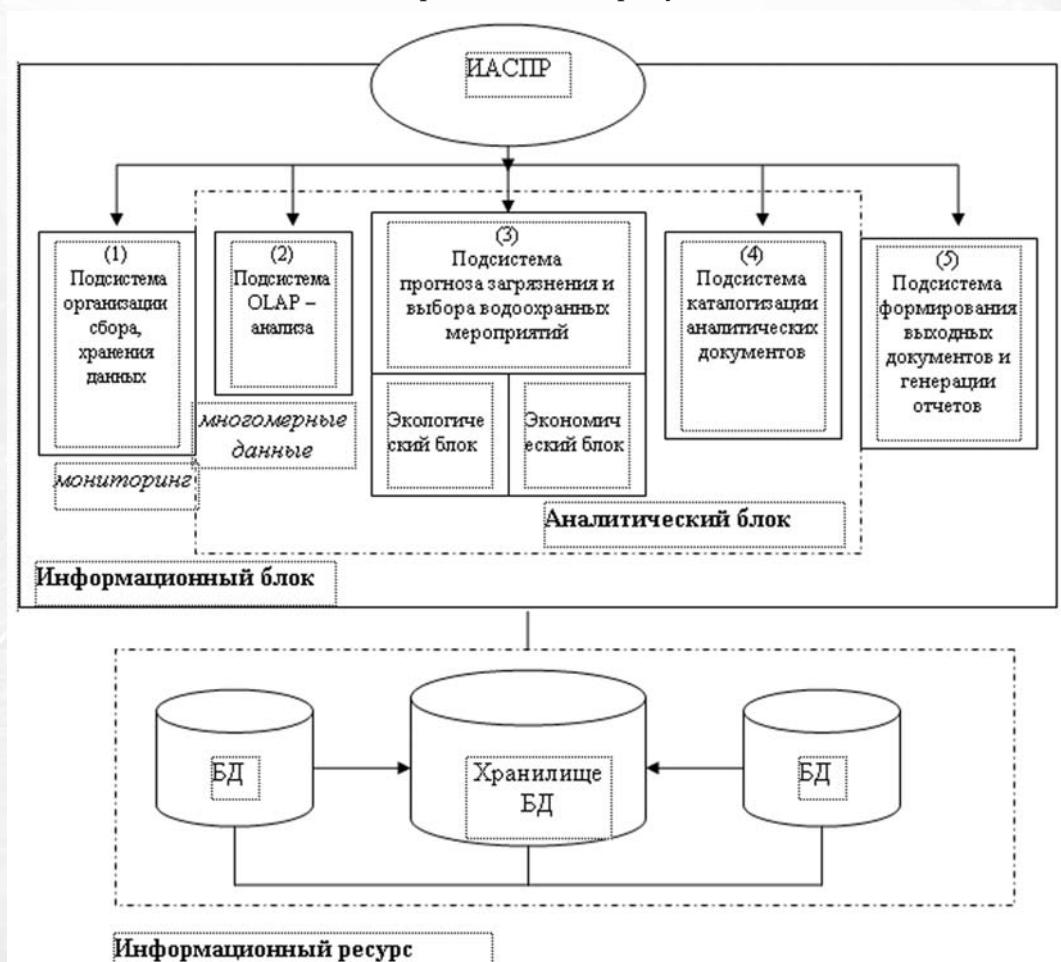 ИАСПР
(1)
Подсистема
организации
сбора,
хранения
данных
мониторинг
(2)
Подсистема
OLAP –
анализа
многомерные
данные
(3)
Подсистема
прогноза загрязнения и
выбора водоохранных
мероприятий
Экологиче
ский блок
Экономич
еский блок
(4)
Подсистема
каталогизации
аналитических
документов
(5)
Подсистема
формирования
выходных
документов и
генерации
отчетов
Аналитический блок
Информационный блок
БД
Хранилище
БД
БД
Информационный ресурс